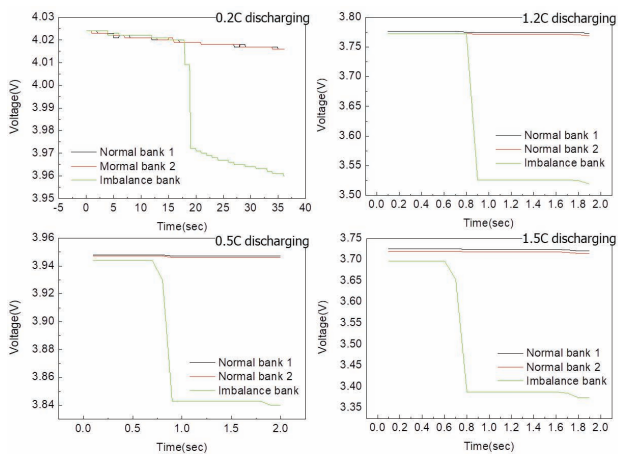 0.2C discharging
4.03
4.02
4.01
4.00
3.99
3.98
3.97
3.96
3.95
Voltage(V)
Normal bank 1
Mormal bank 2
Imbalance bank
-5 0 5 10 15 20 25 30 35 40
Time(sec)
1.2C discharging
3.80
3.75
3.70
3.65
3.60
3.55
3.50
Voltage(V)
Normal bank 1
Normal bank 2
Imbalance bank
0.0 0.2 0.4 0.6 0.8 1.0 1.2 1.4 1.6 1.8 2.0
Time(sec)
0.5C discharging
3.96
3.94
3.92
3.90
3.88
3.86
3.84
Voltage(V)
Normal bank 1
Normal bank 2
Imbalance bank
0.0 0.5 1.0 1.5 2.0
Time(sec)
1.5C discharging
3.75
3.70
3.65
3.60
3.55
3.50
3.45
3.40
3.35
Voltage(V)
Normal bank 1
Normal bank 2
Imbalance bank
0.0 0.2 0.4 0.6 0.8 1.0 1.2 1.4 1.6 1.8 2.0
Time(sec)